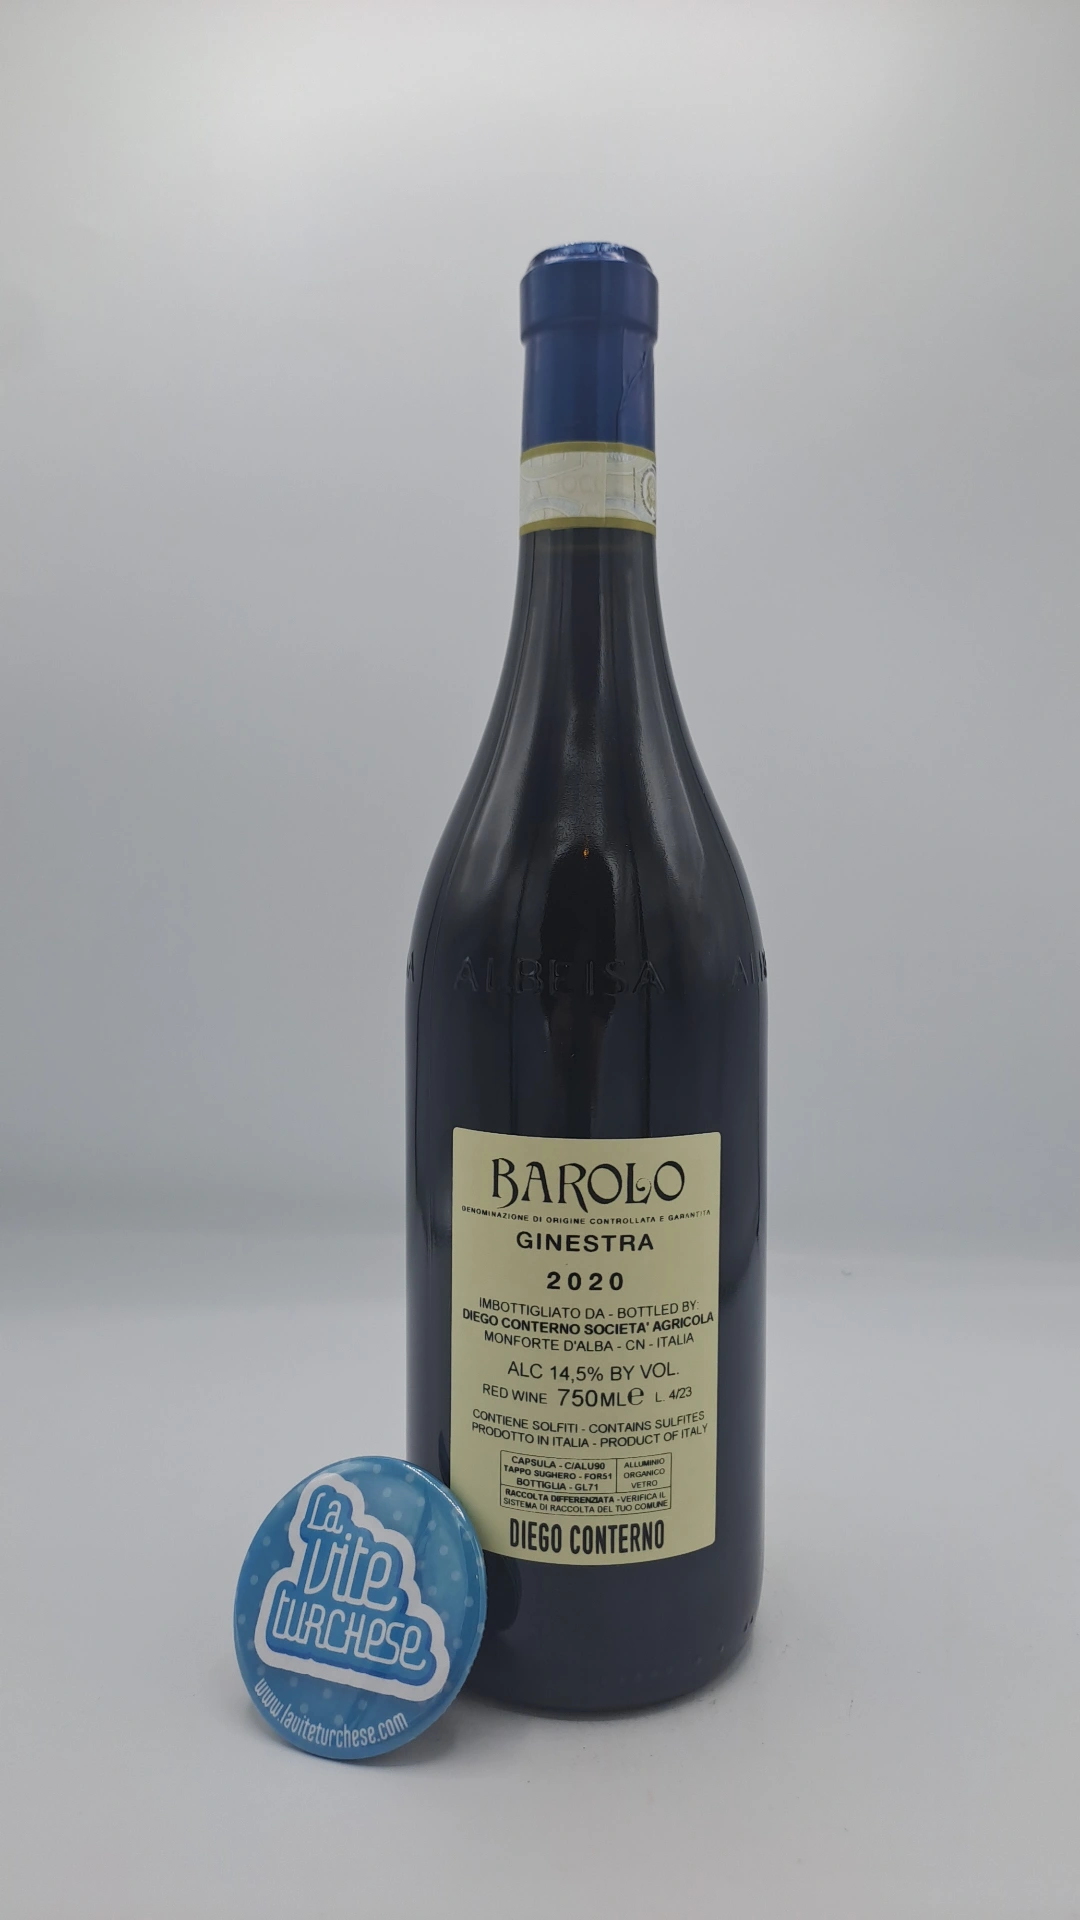 ALBEISA
BAROLO
DENOMINAZIONE DI ORIGINE CONTROLLATA E GARANTITA
GINESTRA
2020
IMBOTTIGLIATO DA - BOTTLED BY:
DIEGO CONTERNO SOCIETA' AGRICOLA
MONFORTE D'ALBA - CN - ITALIA
ALC 14,5% BY VOL.
RED WINE 750ML℮ L. 4/23
CONTIENE SOLFITI - CONTAINS SULFITES
PRODOTTO IN ITALIA - PRODUCT OF ITALY
CAPSULA - C/ALU90 ALLUMINIO
TAPPO SUGHERO - FOR51 ORGANICO
BOTTIGLIA - GL71 VETRO
RACCOLTA DIFFERENZIATA - VERIFICA IL
SISTEMA DI RACCOLTA DEL TUO COMUNE
DIEGO CONTERNO
La
Vite
turchese
www.laviteturchese.com